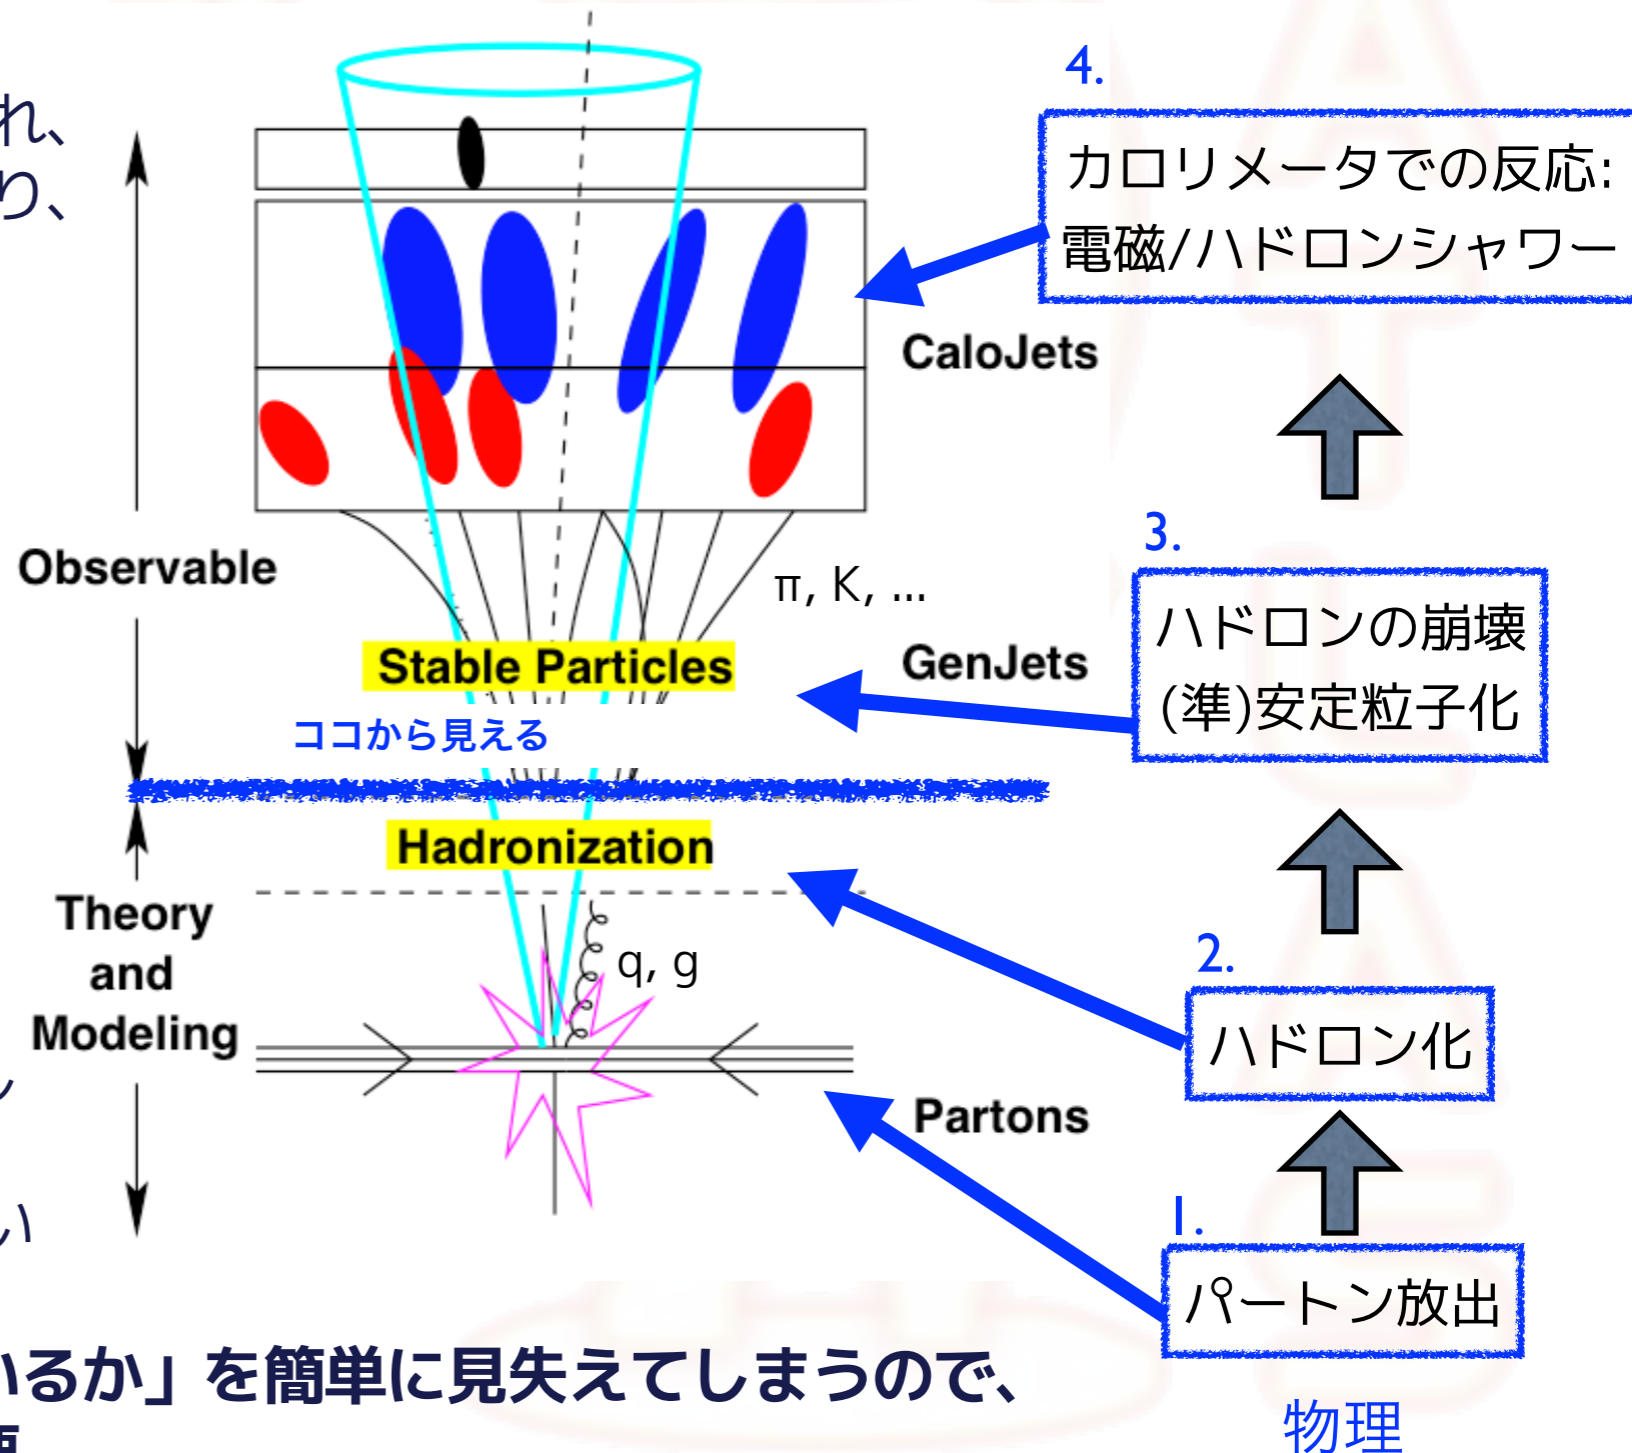 れ、
り、
4.
カロリメータでの反応:
電磁/ハドロンシャワー
CaloJets
3.
Observable
π, K, ...
ハドロンの崩壊
(準)安定粒子化
Stable Particles
GenJets
ココから見える
Hadronization
Theory
and
Modeling
q, g
2.
ハドロン化
Partons
い
1.
パートン放出
いるか」を簡単に見失えてしまうので、
物理